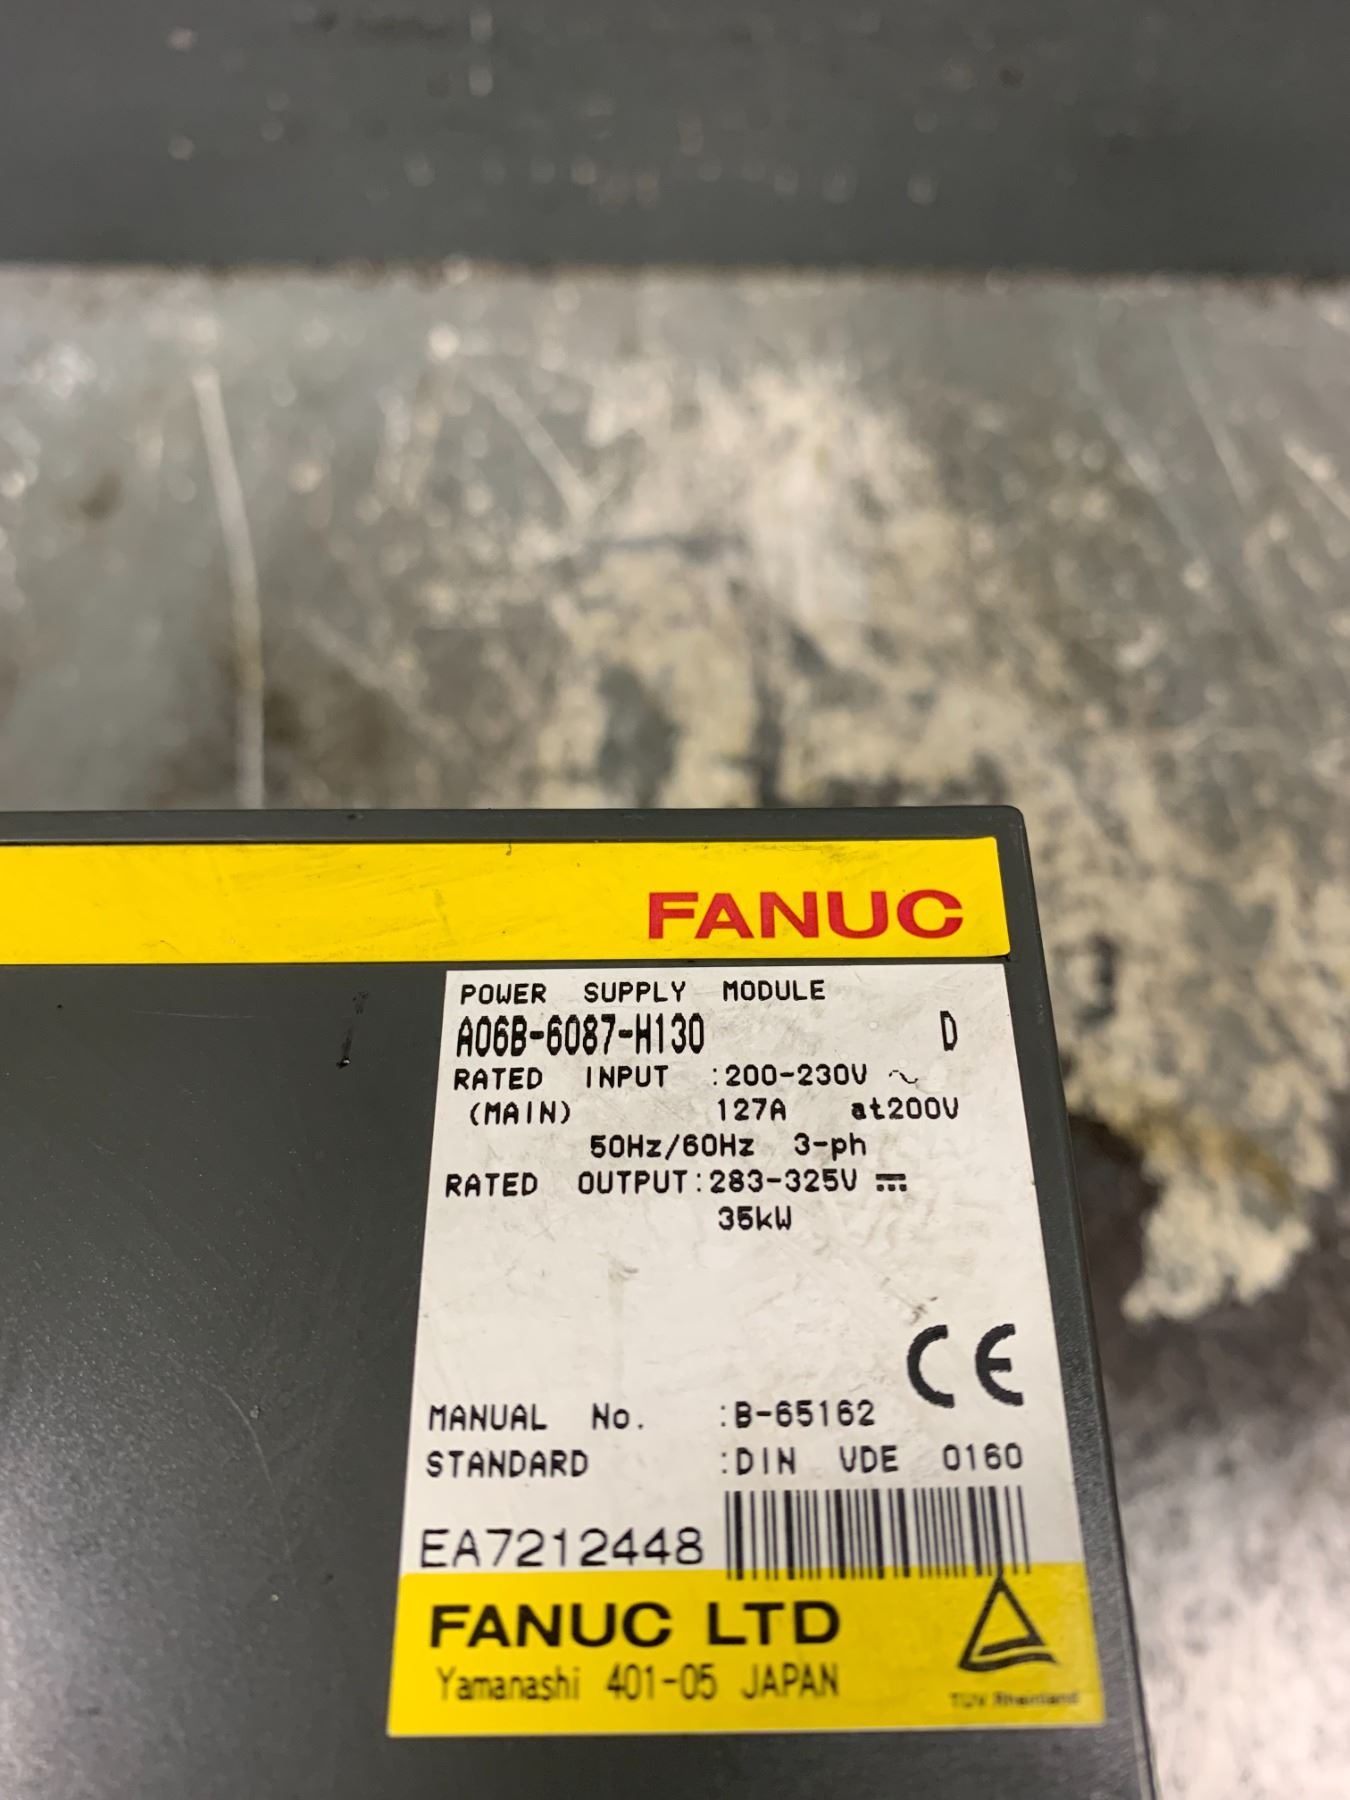 FANUC
POWER SUPPLY MODULE
A06B-6087-H130 D
RATED INPUT :200-230V ~
(MAIN) 127A at200V
50Hz/60Hz 3-ph
RATED OUTPUT:283-325V ⎓
35kW
CE
MANUAL No. :B-65162
STANDARD :DIN VDE 0160
EA7212448
FANUC LTD
Yamanashi 401-05 JAPAN
TUV Rheinland